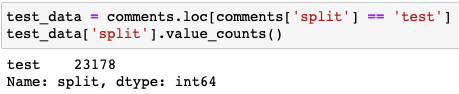 test_data = comments.loc[comments['split'] == 'test']
test_data['split'].value_counts()
test    23178
Name: split, dtype: int64